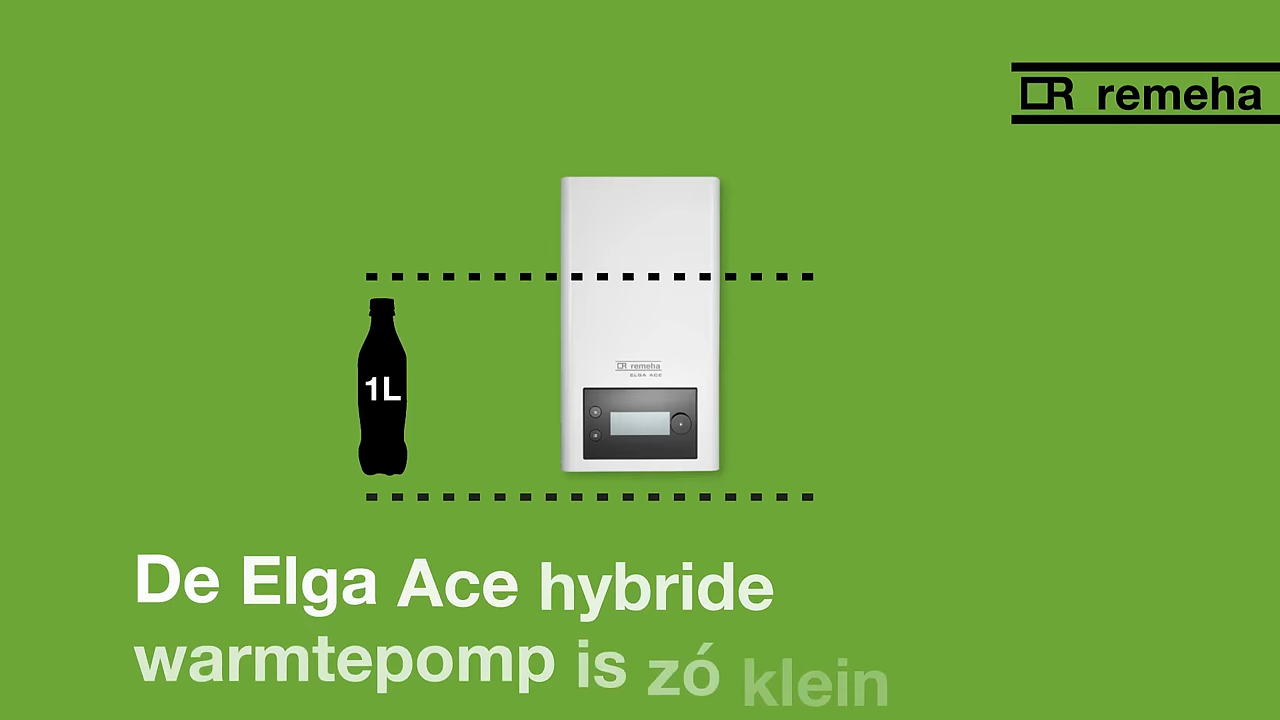 remeha
1L
remeha
ELGA ACE
De Elga Ace hybride
warmtepomp is zó klein